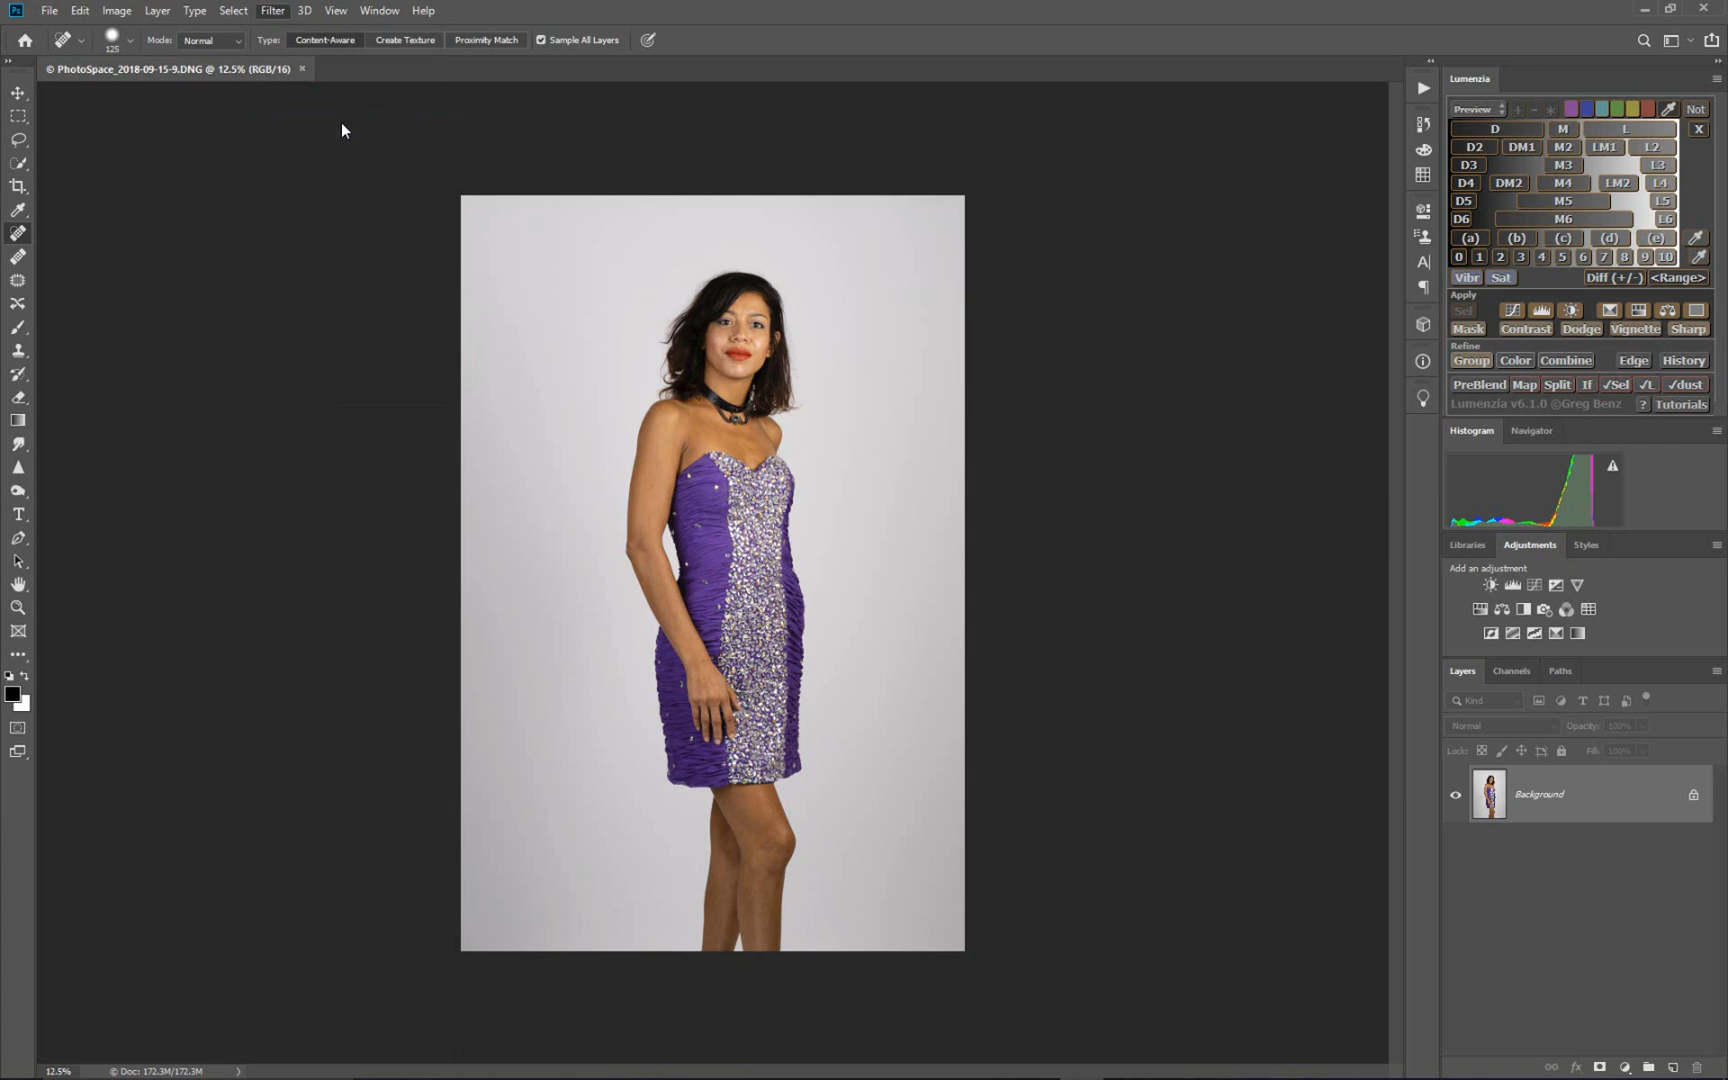 Ps File Edit Image Layer Type Select Filter 3D View Window Help
125 Mode: Normal Type: Content-Aware Create Texture Proximity Match Sample All Layers
© PhotoSpace_2018-09-15-9.DNG @ 12.5% (RGB/16) ×
Lumenzia
Preview + - * Not
D M L X
D2 DM1 M2 LM1 L2
D3 M3 L3
D4 DM2 M4 LM2 L4
D5 M5 L5
D6 M6 L6
(a) (b) (c) (d) (e)
0 1 2 3 4 5 6 7 8 9 10
Vibr Sat Diff (+/-) <Range>
Apply
Sel
Mask Contrast Dodge Vignette Sharp
Refine
Group Color Combine Edge History
PreBlend Map Split If √Sel √L √dust
Lumenzia v6.1.0 ©Greg Benz ? Tutorials
Histogram Navigator
Libraries Adjustments Styles
Add an adjustment
Layers Channels Paths
Kind
Normal Opacity: 100%
Lock: Fill: 100%
Background
12.5% © Doc: 172.3M/172.3M